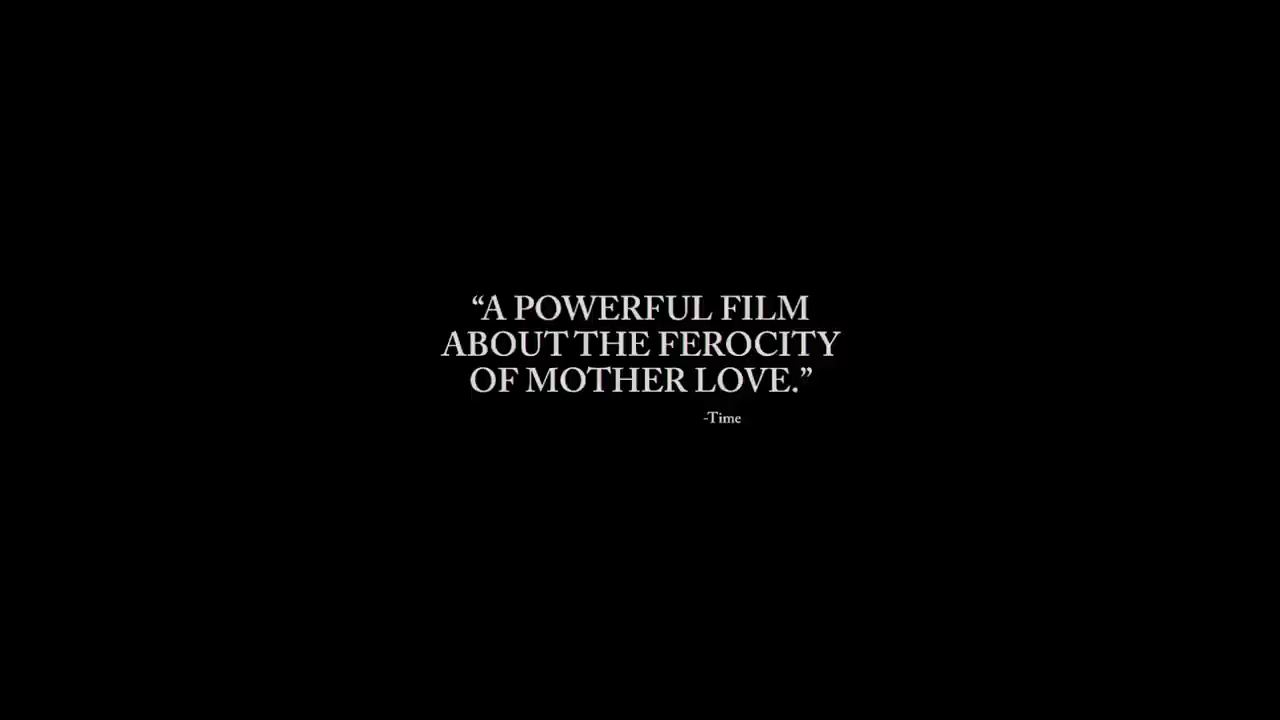 “A POWERFUL FILM
ABOUT THE FEROCITY
OF MOTHER LOVE.”
-Time